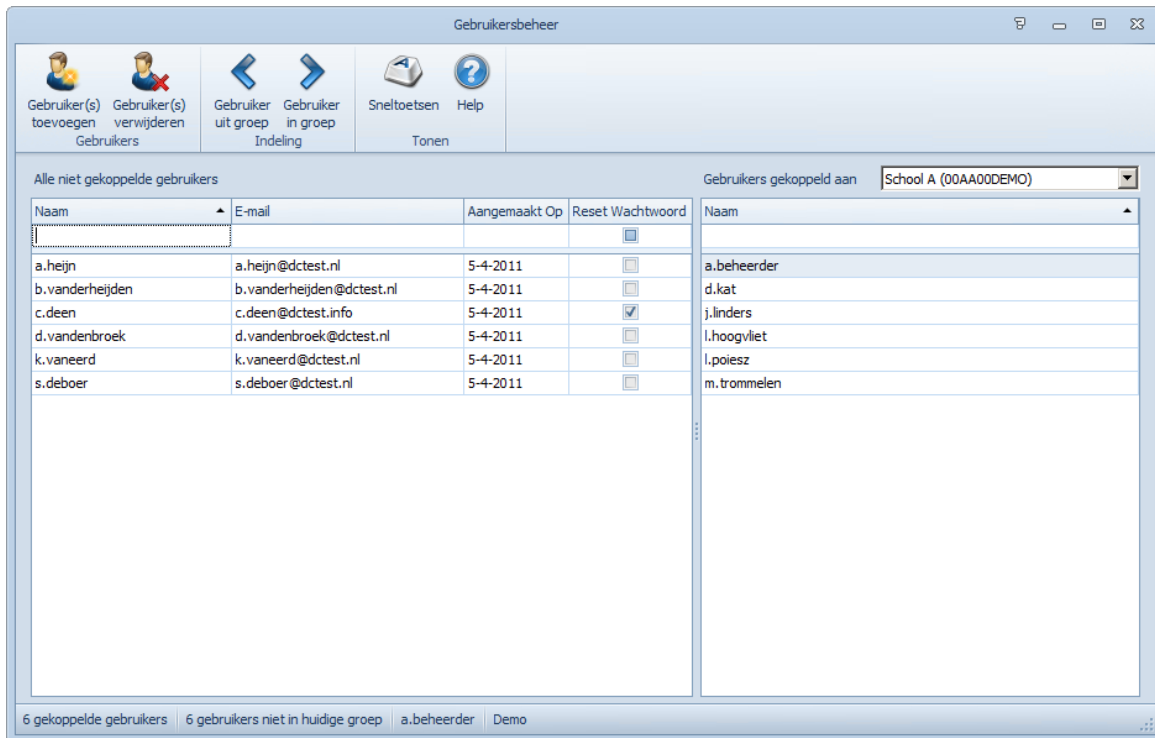 Gebruikersbeheer
Gebruiker(s) toevoegen
Gebruiker(s) verwijderen
Gebruikers
Gebruiker uit groep
Gebruiker in groep
Indeling
Sneltoetsen
Help
Tonen
Alle niet gekoppelde gebruikers
Naam E-mail Aangemaakt Op Reset Wachtwoord
a.heijn a.heijn@dctest.nl 5-4-2011
b.vanderheijden b.vanderheijden@dctest.nl 5-4-2011
c.deen c.deen@dctest.info 5-4-2011
d.vandenbroek d.vandenbroek@dctest.nl 5-4-2011
k.vaneerd k.vaneerd@dctest.nl 5-4-2011
s.deboer s.deboer@dctest.nl 5-4-2011
Gebruikers gekoppeld aan School A (00AA00DEMO)
Naam
a.beheerder
d.kat
j.linders
l.hoogvliet
l.poiesz
m.trommelen
6 gekoppelde gebruikers 6 gebruikers niet in huidige groep a.beheerder Demo